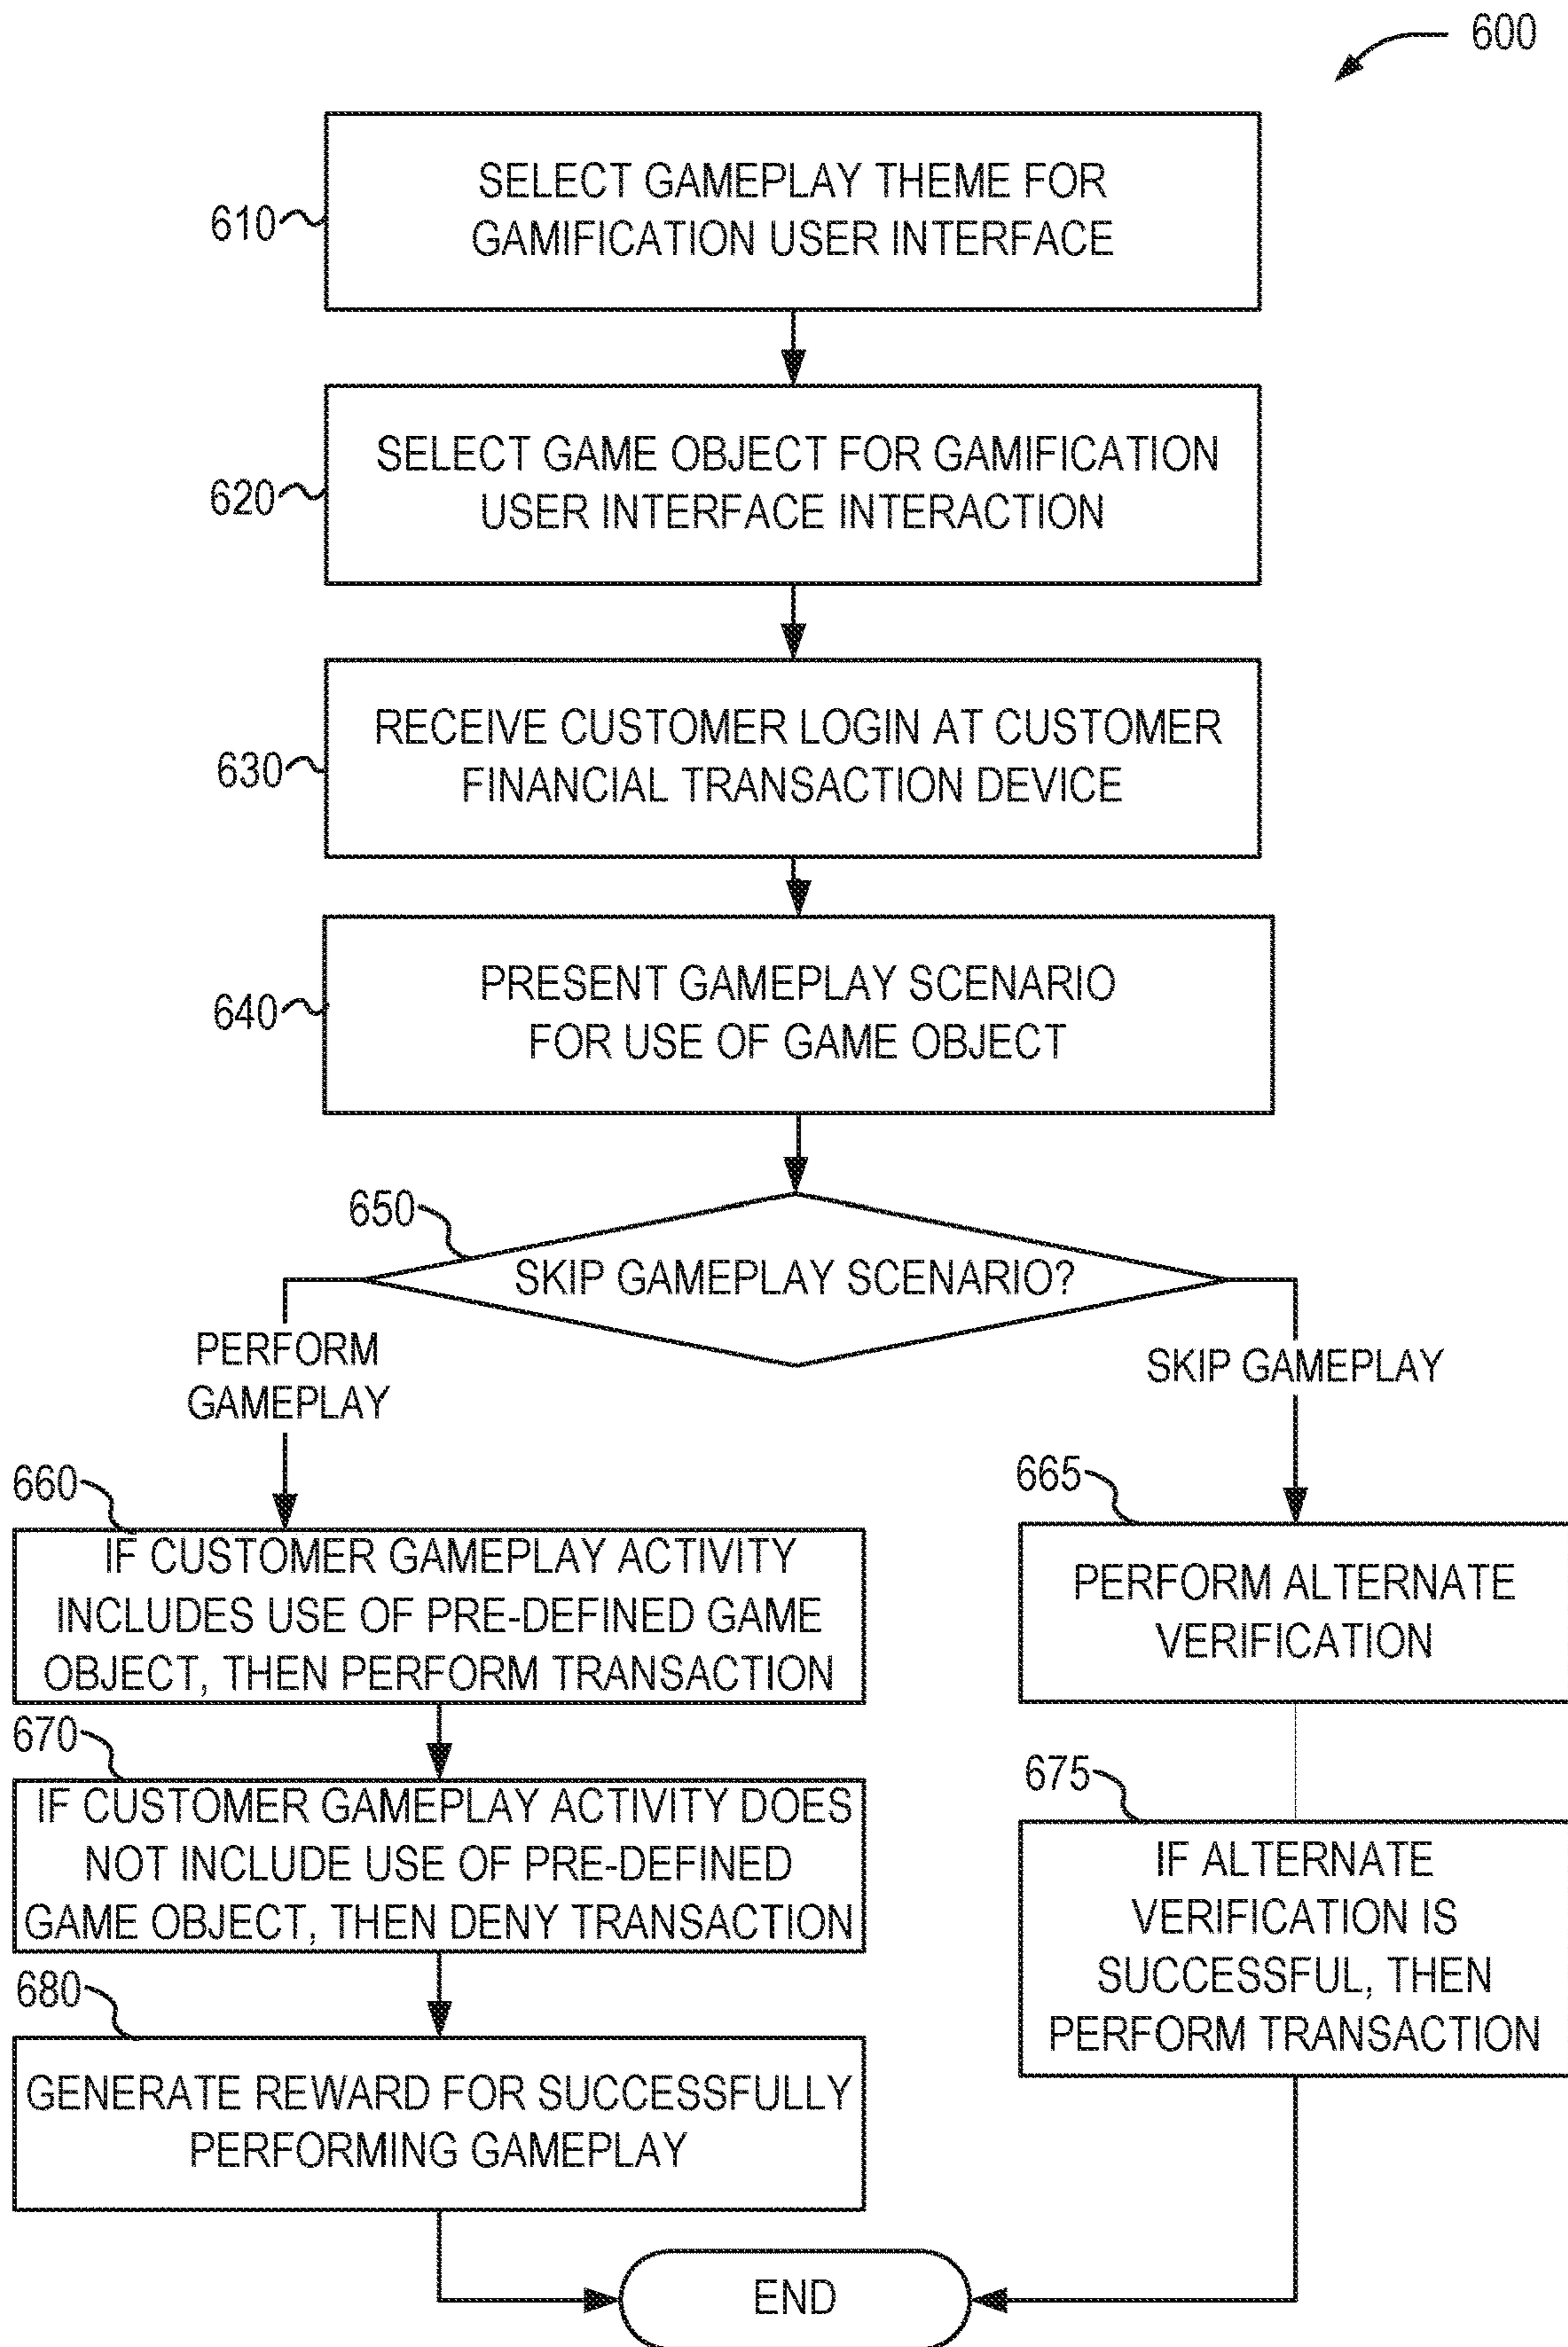 600
610
SELECT GAMEPLAY THEME FOR
GAMIFICATION USER INTERFACE
620
SELECT GAME OBJECT FOR GAMIFICATION
USER INTERFACE INTERACTION
630
RECEIVE CUSTOMER LOGIN AT CUSTOMER
FINANCIAL TRANSACTION DEVICE
640
PRESENT GAMEPLAY SCENARIO
FOR USE OF GAME OBJECT
650
SKIP GAMEPLAY SCENARIO?
PERFORM
GAMEPLAY
SKIP GAMEPLAY
660
IF CUSTOMER GAMEPLAY ACTIVITY
INCLUDES USE OF PRE-DEFINED GAME
OBJECT, THEN PERFORM TRANSACTION
670
IF CUSTOMER GAMEPLAY ACTIVITY DOES
NOT INCLUDE USE OF PRE-DEFINED
GAME OBJECT, THEN DENY TRANSACTION
680
GENERATE REWARD FOR SUCCESSFULLY
PERFORMING GAMEPLAY
665
PERFORM ALTERNATE
VERIFICATION
675
IF ALTERNATE
VERIFICATION IS
SUCCESSFUL, THEN
PERFORM TRANSACTION
END